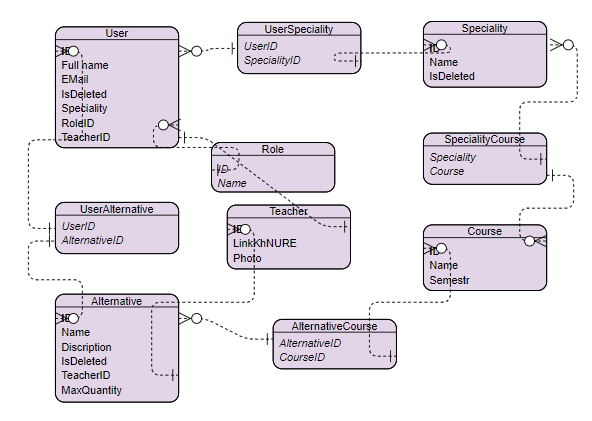 User
ID
Full name
EMail
IsDeleted
Speciality
RoleID
TeacherID
UserSpeciality
UserID
SpecialityID
Speciality
ID
Name
IsDeleted
SpecialityCourse
Speciality
Course
Role
ID
Name
UserAlternative
UserID
AlternativeID
Teacher
ID
LinkKhNURE
Photo
Course
ID
Name
Semestr
Alternative
ID
Name
Discription
IsDeleted
TeacherID
MaxQuantity
AlternativeCourse
AlternativeID
CourseID